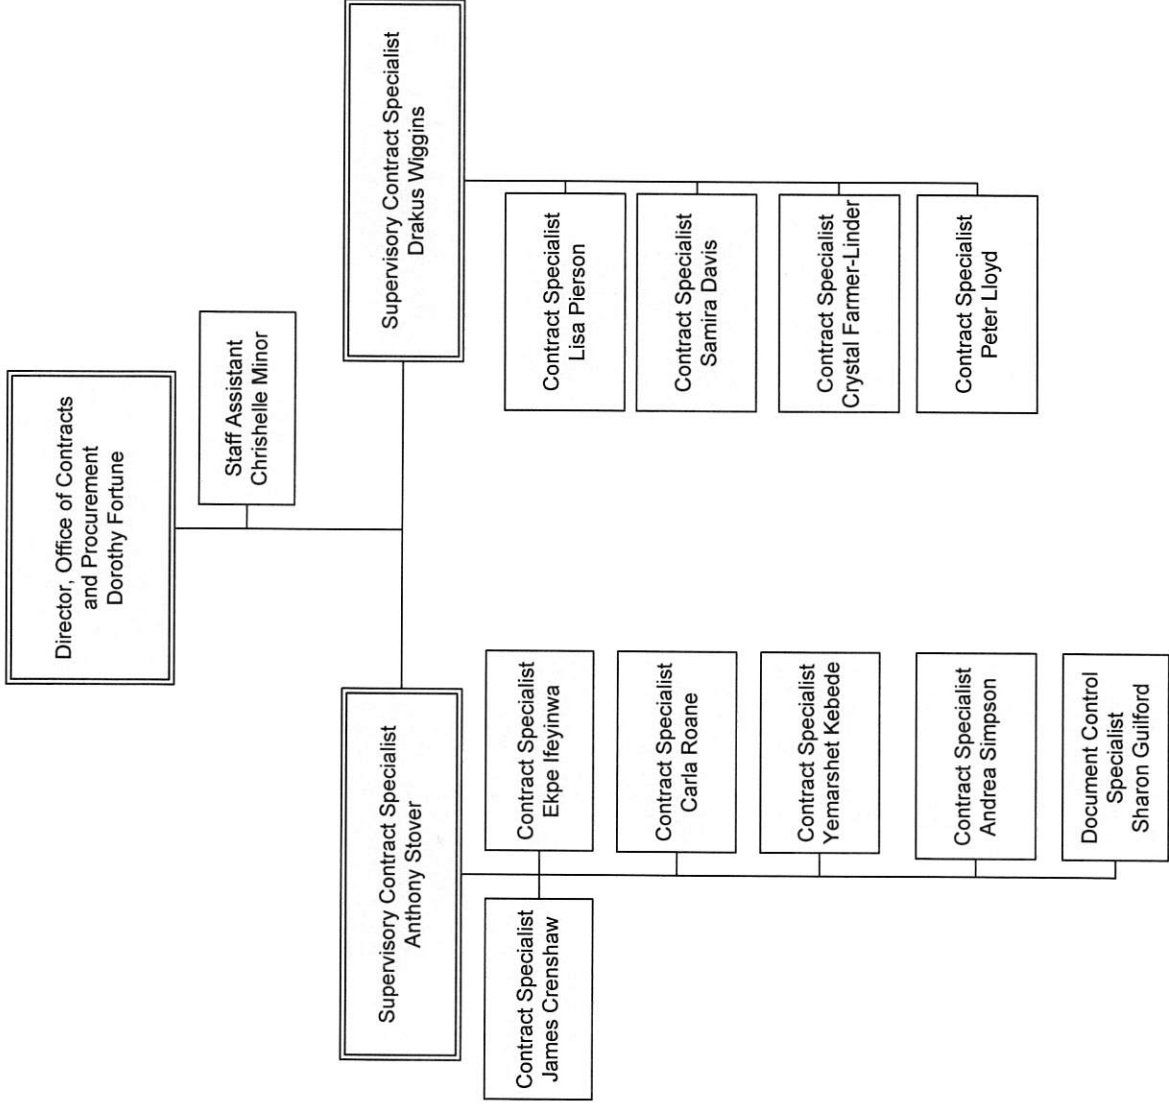 Director, Office of Contracts
and Procurement
Dorothy Fortune
Staff Assistant
Chrishelle Minor
Supervisory Contract Specialist
Anthony Stover
Supervisory Contract Specialist
Drakus Wiggins
Contract Specialist
James Crenshaw
Contract Specialist
Ekpe Ifeyinwa
Contract Specialist
Carla Roane
Contract Specialist
Yemarshet Kebede
Contract Specialist
Andrea Simpson
Document Control
Specialist
Sharon Guilford
Contract Specialist
Lisa Pierson
Contract Specialist
Samira Davis
Contract Specialist
Crystal Farmer-Linder
Contract Specialist
Peter Lloyd